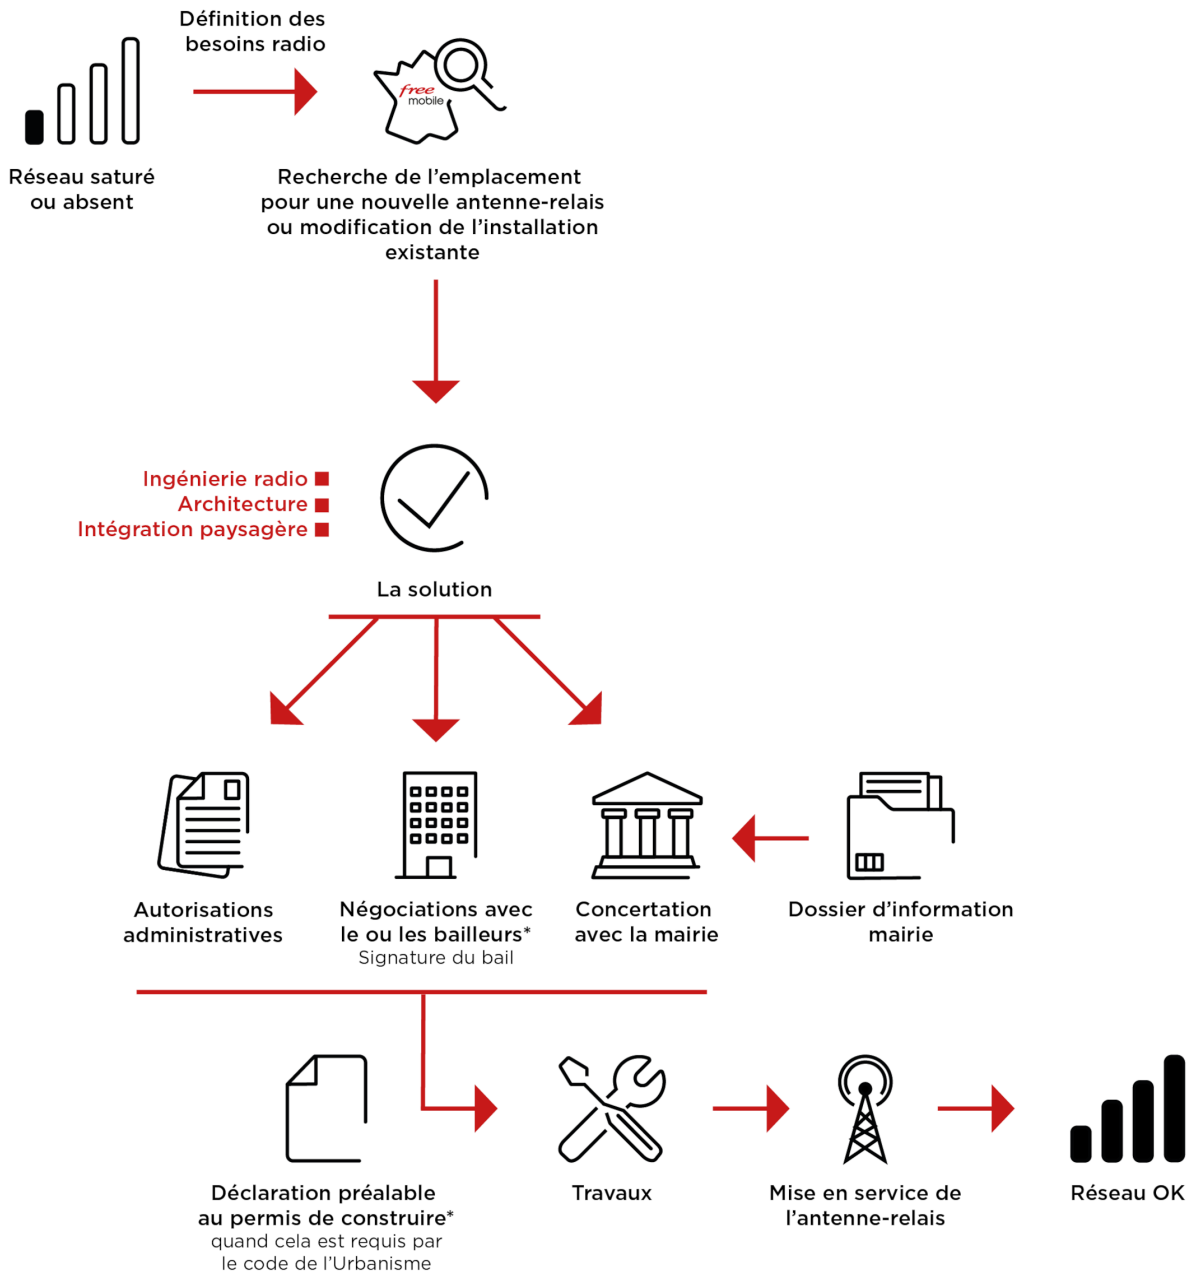 Définition des
besoins radio
free
mobile
Réseau saturé
ou absent
Recherche de l'emplacement
pour une nouvelle antenne-relais
ou modification de l'installation
existante
Ingénierie radio
Architecture
Intégration paysagère
La solution
Autorisations
administratives
Négociations avec
le ou les bailleurs*
Signature du bail
Concertation
avec la mairie
Dossier d'information
mairie
Déclaration préalable
au permis de construire*
quand cela est requis par
le code de l'Urbanisme
Travaux
Mise en service de
l'antenne-relais
Réseau OK